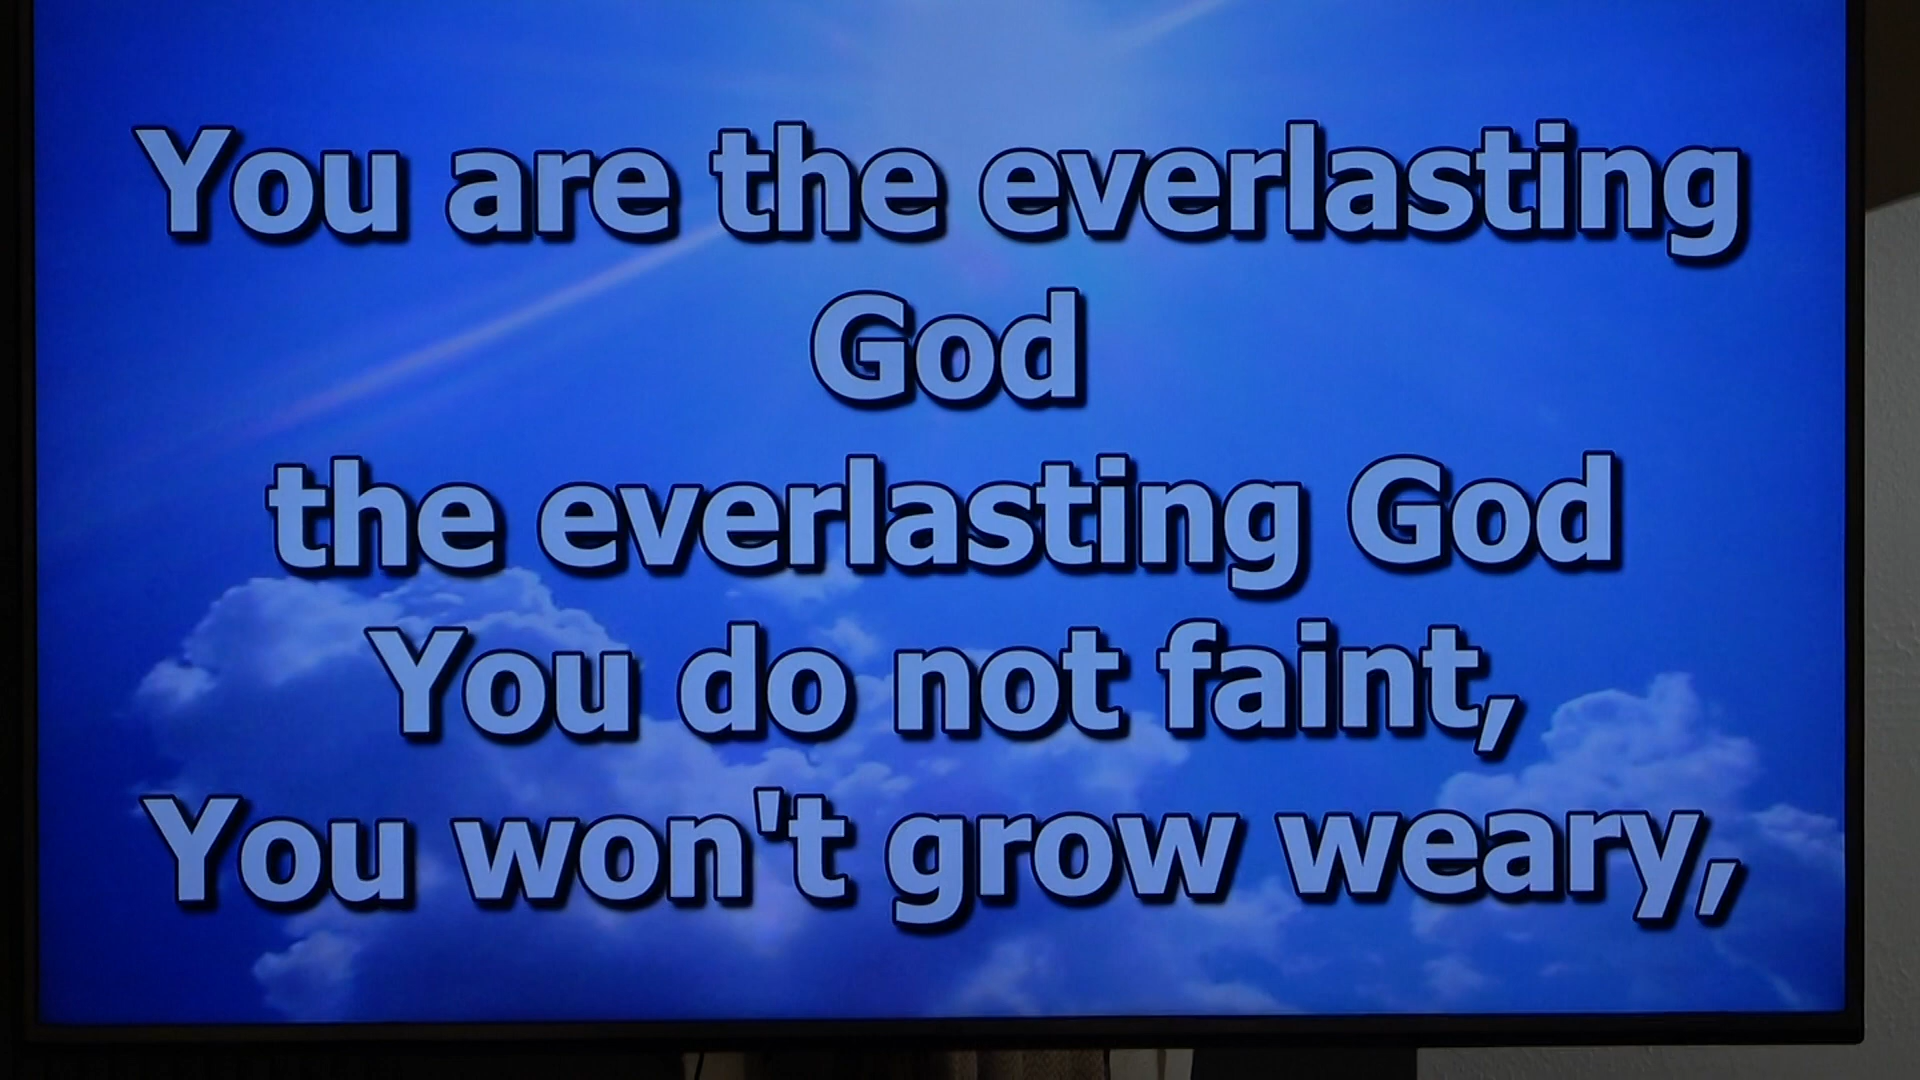 You are the everlasting
God
the everlasting God
You do not faint,
You won't grow weary,